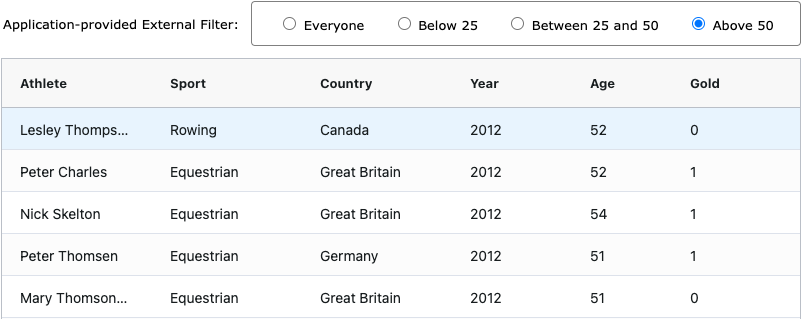 Application-provided External Filter: Everyone Below 25 Between 25 and 50 Above 50
Athlete Sport Country Year Age Gold
Lesley Thomps... Rowing Canada 2012 52 0
Peter Charles Equestrian Great Britain 2012 52 1
Nick Skelton Equestrian Great Britain 2012 54 1
Peter Thomsen Equestrian Germany 2012 51 1
Mary Thomson... Equestrian Great Britain 2012 51 0